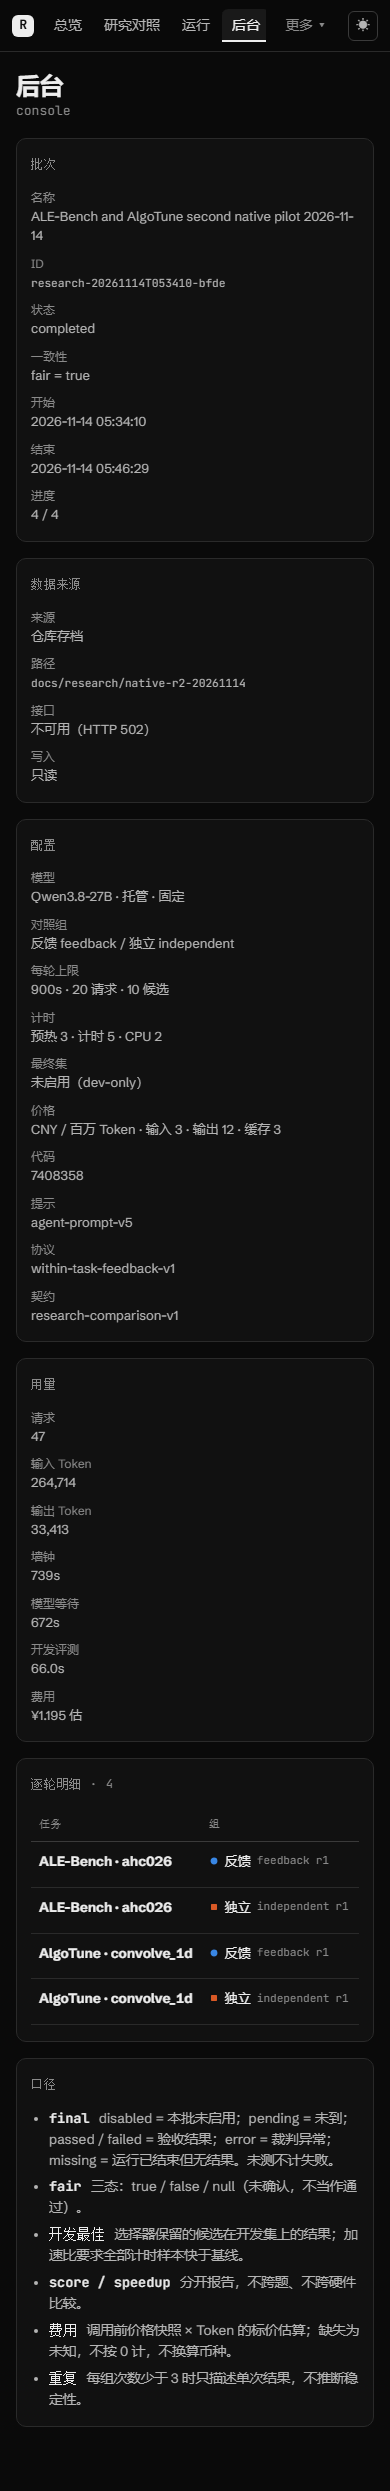 R 总览 研究对照 运行 后台 更多 ▾
后台
console
批次
名称
ALE-Bench and AlgoTune second native pilot 2026-11-
14
ID
research-20261114T053410-bfde
状态
completed
一致性
fair = true
开始
2026-11-14 05:34:10
结束
2026-11-14 05:46:29
进度
4 / 4
数据来源
来源
仓库存档
路径
docs/research/native-r2-20261114
接口
不可用（HTTP 502）
写入
只读
配置
模型
Qwen3.8-27B · 托管 · 固定
对照组
反馈 feedback / 独立 independent
每轮上限
900s · 20 请求 · 10 候选
计时
预热 3 · 计时 5 · CPU 2
最终集
未启用（dev-only）
价格
CNY / 百万 Token · 输入 3 · 输出 12 · 缓存 3
代码
7408358
提示
agent-prompt-v5
协议
within-task-feedback-v1
契约
research-comparison-v1
用量
请求
47
输入 Token
264,714
输出 Token
33,413
墙钟
739s
模型等待
672s
开发评测
66.0s
费用
¥1.195 估
逐轮明细 · 4
任务 组
ALE-Bench · ahc026 反馈 feedback r1
ALE-Bench · ahc026 独立 independent r1
AlgoTune · convolve_1d 反馈 feedback r1
AlgoTune · convolve_1d 独立 independent r1
口径
• final disabled = 本批未启用；pending = 未到；
passed / failed = 验收结果；error = 裁判异常；
missing = 运行已结束但无结果。未测不计失败。
• fair 三态：true / false / null（未确认，不当作通
过）。
• 开发最佳 选择器保留的候选在开发集上的结果；加
速比要求全部计时样本快于基线。
• score / speedup 分开报告，不跨题、不跨硬件
比较。
• 费用 调用前价格快照 × Token 的标价估算；缺失为
未知，不按 0 计，不换算币种。
• 重复 每组次数少于 3 时只描述单次结果，不推断稳
定性。